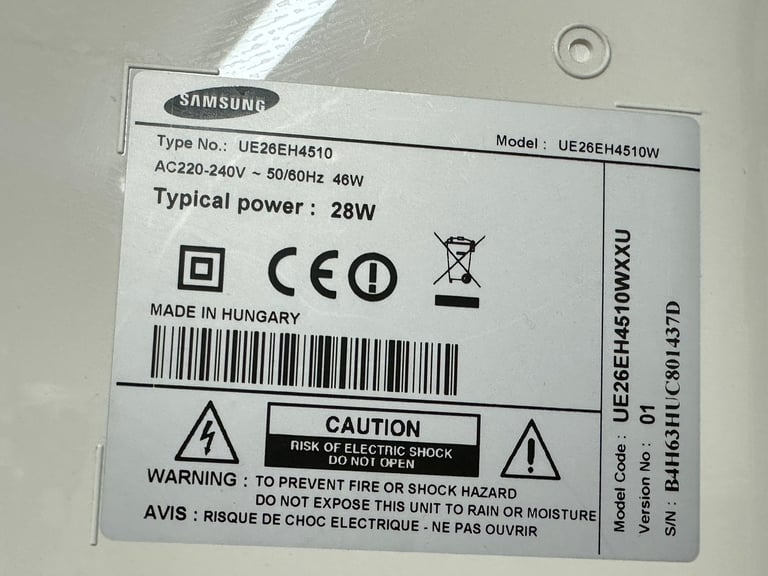 SAMSUNG
Type No.: UE26EH4510
Model : UE26EH4510W
AC220-240V ~ 50/60Hz 46W
Typical power : 28W
CE
MADE IN HUNGARY
CAUTION
RISK OF ELECTRIC SHOCK
DO NOT OPEN
WARNING : TO PREVENT FIRE OR SHOCK HAZARD
DO NOT EXPOSE THIS UNIT TO RAIN OR MOISTURE
AVIS : RISQUE DE CHOC ELECTRIQUE - NE PAS OUVRIR
Model Code : UE26EH4510WXXU
Version No : 01
S/N : B4H63HUC801437D